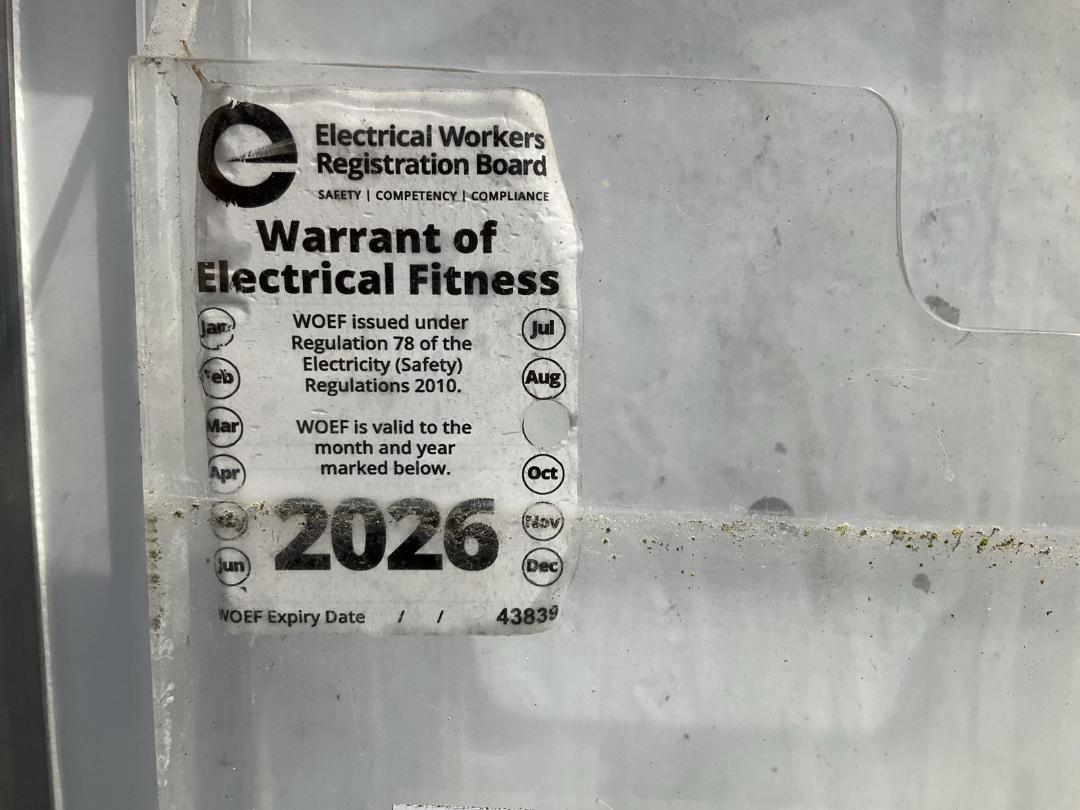 Electrical Workers
Registration Board
SAFETY | COMPETENCY | COMPLIANCE
Warrant of
Electrical Fitness
WOEF issued under
Regulation 78 of the
Electricity (Safety)
Regulations 2010.
WOEF is valid to the
month and year
marked below.
Jan
Feb
Mar
Apr
Jun
Jul
Aug
Oct
Nov
Dec
2026
WOEF Expiry Date / / 43839